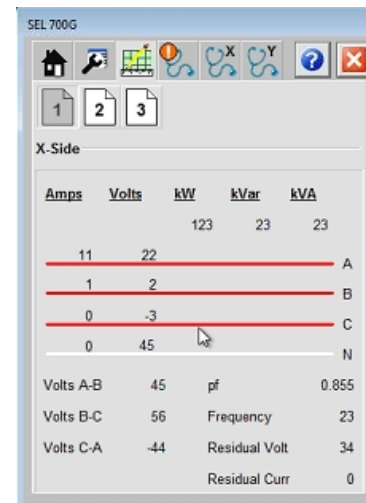 SEL 700G
X Y ?
1 2 3
X-Side
Amps Volts kW kVar kVA
123 23 23
11 22 A
1 2 B
0 -3 C
0 45 N
Volts A-B 45 pf 0.855
Volts B-C 56 Frequency 23
Volts C-A -44 Residual Volt 34
Residual Curr 0